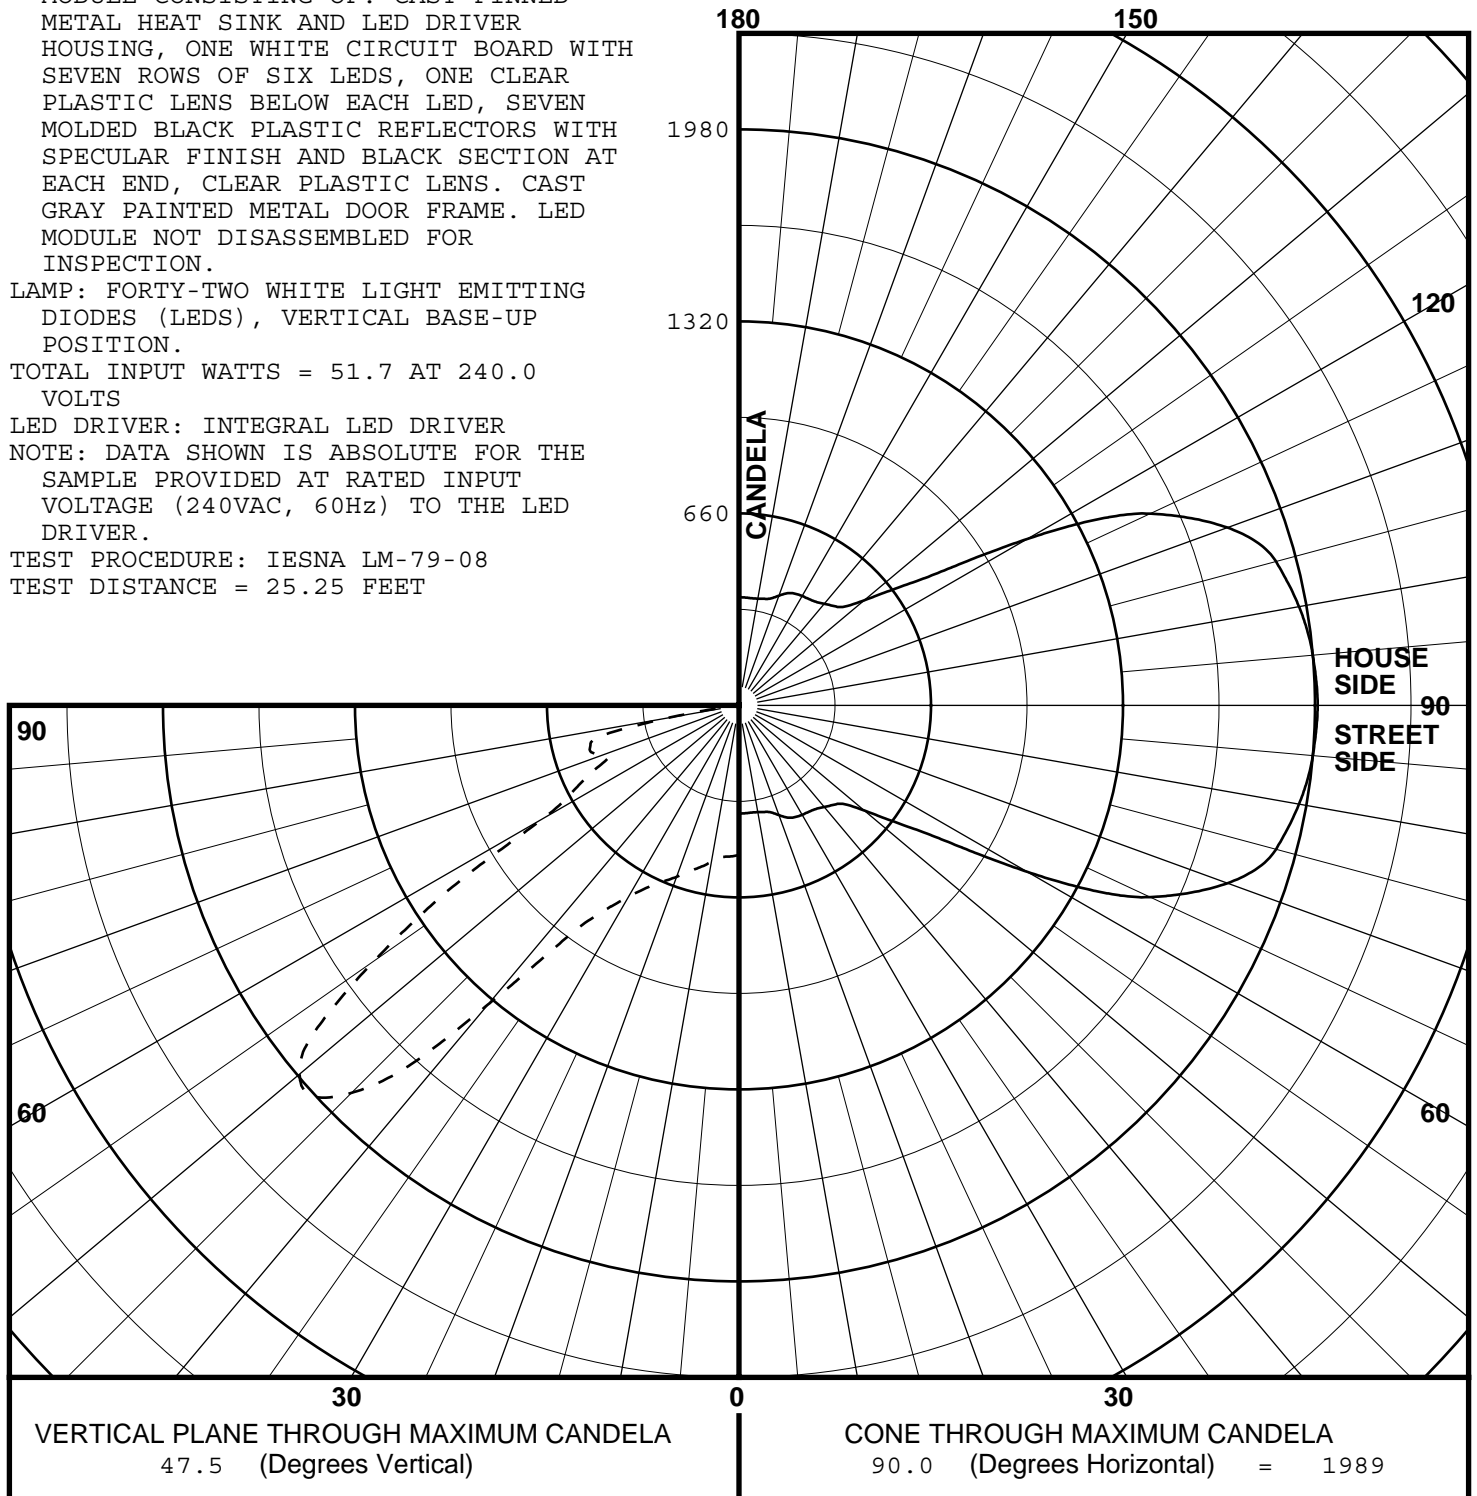 MODULE CONSISTING OF: CAST FINNED
METAL HEAT SINK AND LED DRIVER
HOUSING, ONE WHITE CIRCUIT BOARD WITH
SEVEN ROWS OF SIX LEDS, ONE CLEAR
PLASTIC LENS BELOW EACH LED, SEVEN
MOLDED BLACK PLASTIC REFLECTORS WITH
SPECULAR FINISH AND BLACK SECTION AT
EACH END, CLEAR PLASTIC LENS. CAST
GRAY PAINTED METAL DOOR FRAME. LED
MODULE NOT DISASSEMBLED FOR
INSPECTION.
LAMP: FORTY-TWO WHITE LIGHT EMITTING
DIODES (LEDS), VERTICAL BASE-UP
POSITION.
TOTAL INPUT WATTS = 51.7 AT 240.0
VOLTS
LED DRIVER: INTEGRAL LED DRIVER
NOTE: DATA SHOWN IS ABSOLUTE FOR THE
SAMPLE PROVIDED AT RATED INPUT
VOLTAGE (240VAC, 60Hz) TO THE LED
DRIVER.
TEST PROCEDURE: IESNA LM-79-08
TEST DISTANCE = 25.25 FEET
180
150
1980
120
1320
CANDELA
660
HOUSE
SIDE
90
STREET
SIDE
90
60
60
30
0
30
VERTICAL PLANE THROUGH MAXIMUM CANDELA
47.5 (Degrees Vertical)
CONE THROUGH MAXIMUM CANDELA
90.0 (Degrees Horizontal) = 1989